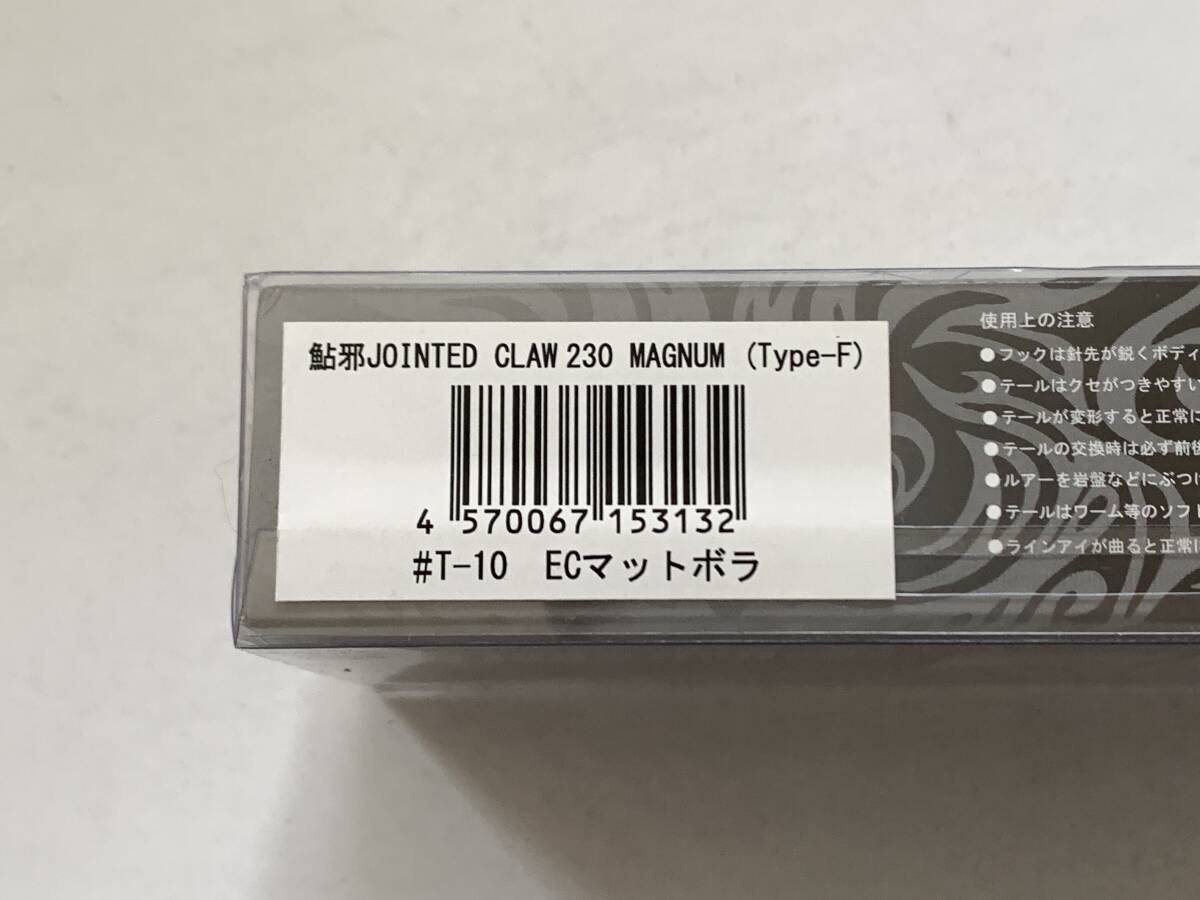 鮎邪JOINTED CLAW 230 MAGNUM (Type-F)
4 570067 153132
#T-10 ECマットボラ
使用上の注意
●フックは針先が鋭くボディ
●テールはクセがつきやすい
●テールが変形すると正常に
●テールの交換時は必ず前後
●ルアーを岩盤などにぶつけ
●テールはワーム等のソフト
●ラインアイが曲ると正常に